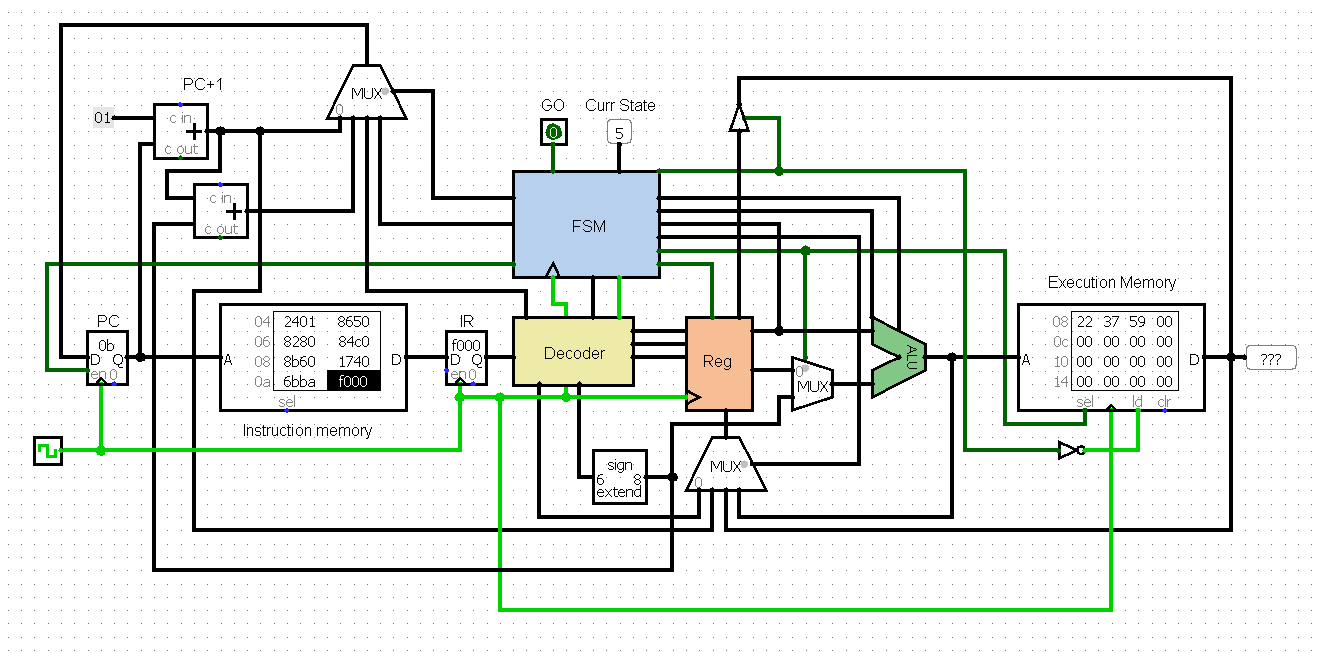 PC+1
01
c in
+
c out
c in
+
c out
MUX
0
GO
0
Curr State
5
FSM
PC
0b
D Q
en 0
A
04 2401 8650
06 8280 84c0
08 8b60 1740
0a 6bba f000
D
sel
Instruction memory
IR
f000
D Q
en 0
Decoder
Reg
0
MUX
ALU
sign
6 8
extend
MUX
0
Execution Memory
A
08 22 37 59 00
0c 00 00 00 00
10 00 00 00 00
14 00 00 00 00
D
sel ld clr
???